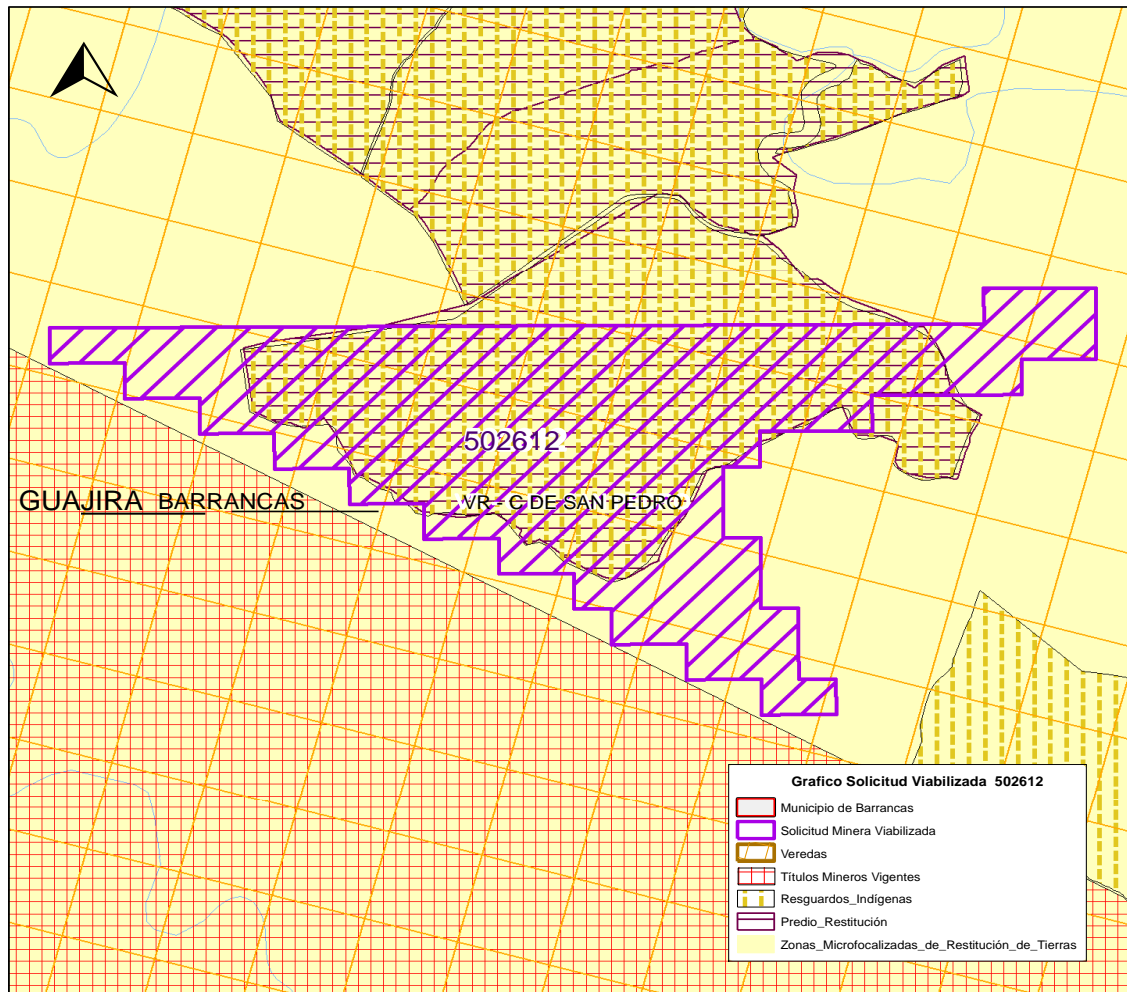 502612
GUAJIRA BARRANCAS
VR - C DE SAN PEDRO
Grafico Solicitud Viabilizada 502612
Municipio de Barrancas
Solicitud Minera Viabilizada
Veredas
Títulos Mineros Vigentes
Resguardos_Indígenas
Predio_Restitución
Zonas_Microfocalizadas_de_Restitución_de_Tierras